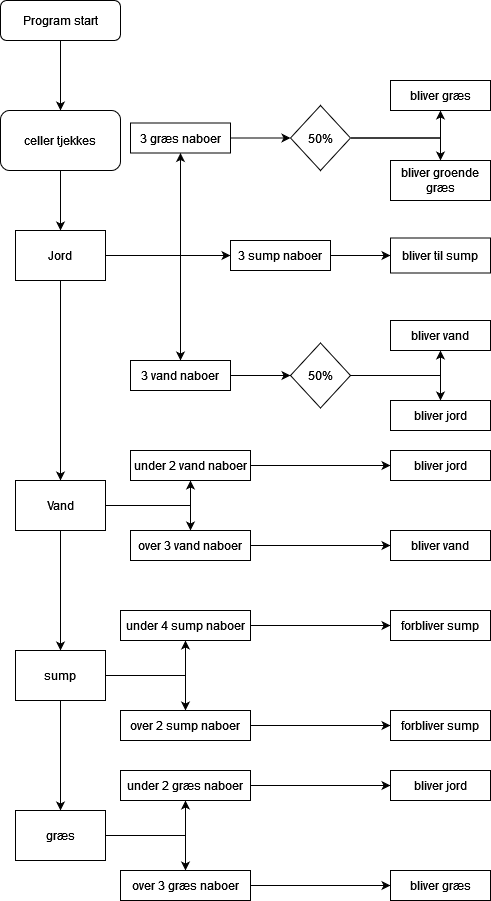 Program start
celler tjekkes
3 græs naboer
50%
bliver græs
bliver groende
græs
Jord
3 sump naboer
bliver til sump
3 vand naboer
50%
bliver vand
bliver jord
Vand
under 2 vand naboer
bliver jord
over 3 vand naboer
bliver vand
sump
under 4 sump naboer
forbliver sump
over 2 sump naboer
forbliver sump
græs
under 2 græs naboer
bliver jord
over 3 græs naboer
bliver græs